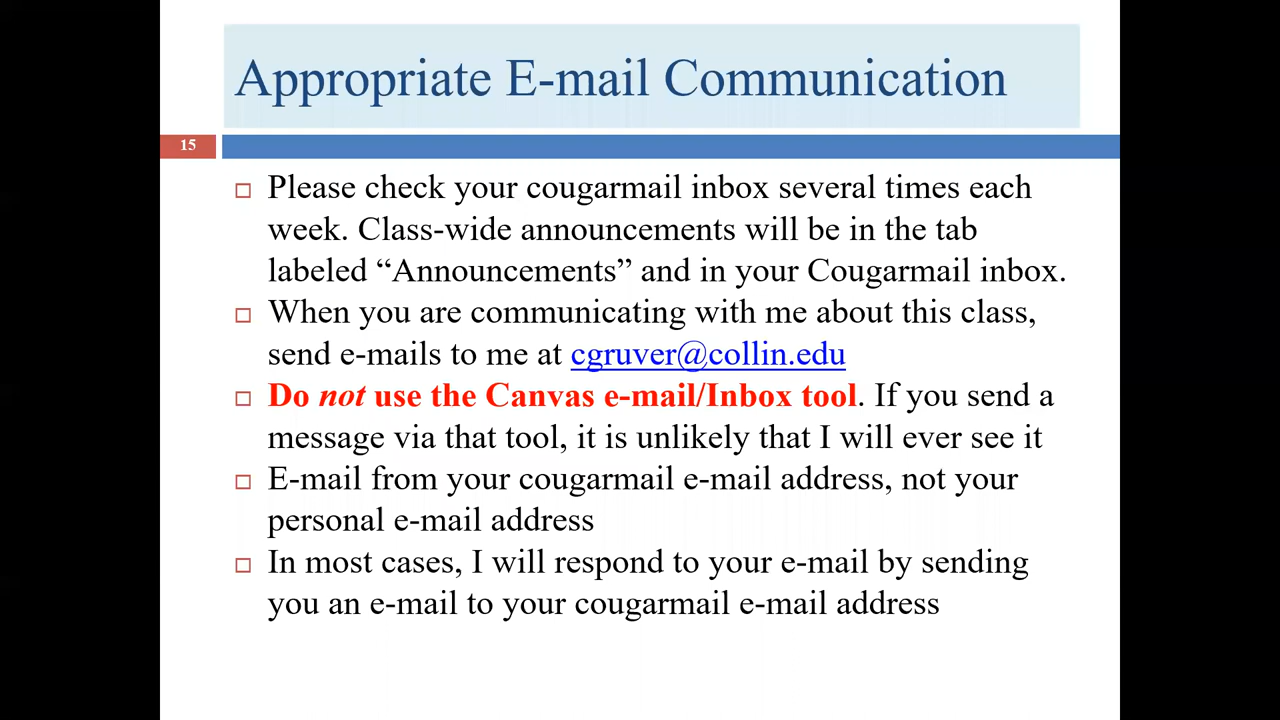 Appropriate E-mail Communication
15
Please check your cougarmail inbox several times each
week. Class-wide announcements will be in the tab
labeled “Announcements” and in your Cougarmail inbox.
When you are communicating with me about this class,
send e-mails to me at cgruver@collin.edu
Do not use the Canvas e-mail/Inbox tool. If you send a
message via that tool, it is unlikely that I will ever see it
E-mail from your cougarmail e-mail address, not your
personal e-mail address
In most cases, I will respond to your e-mail by sending
you an e-mail to your cougarmail e-mail address